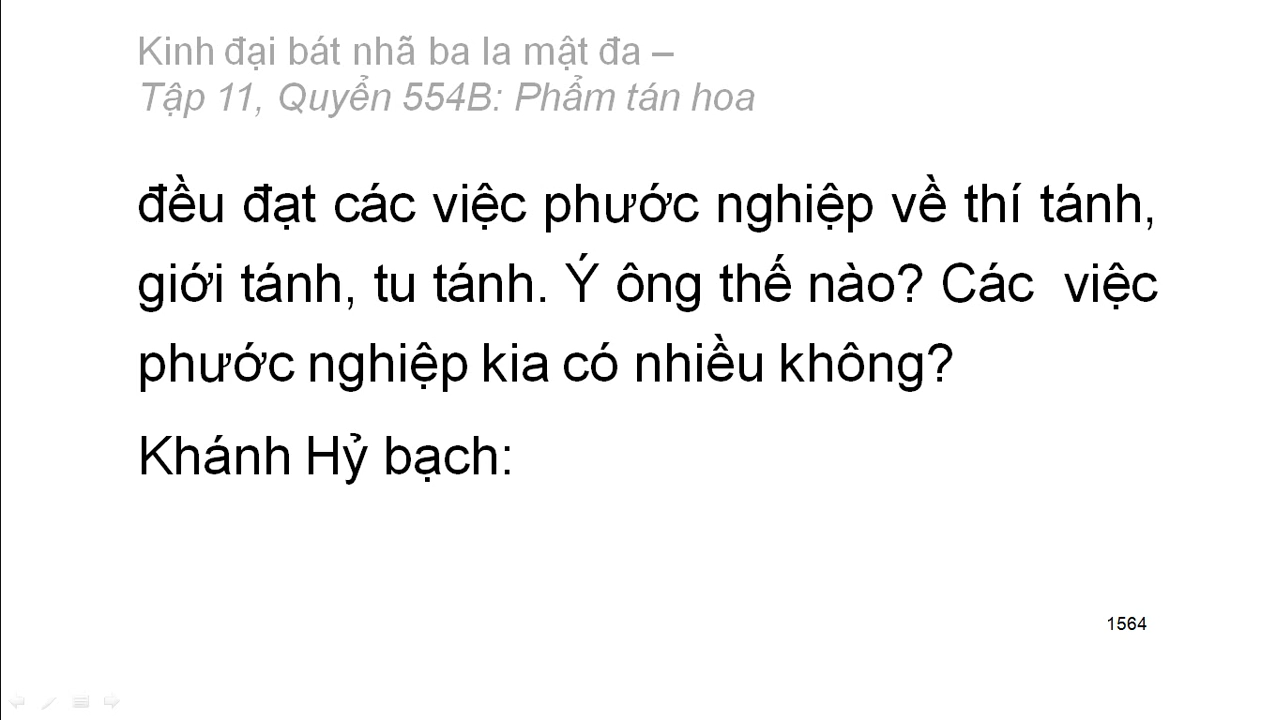 Kinh đại bát nhã ba la mật đa –
Tập 11, Quyển 554B: Phẩm tán hoa
đều đạt các việc phước nghiệp về thí tánh,
giới tánh, tu tánh. Ý ông thế nào? Các  việc
phước nghiệp kia có nhiều không?
Khánh Hỷ bạch:
1564